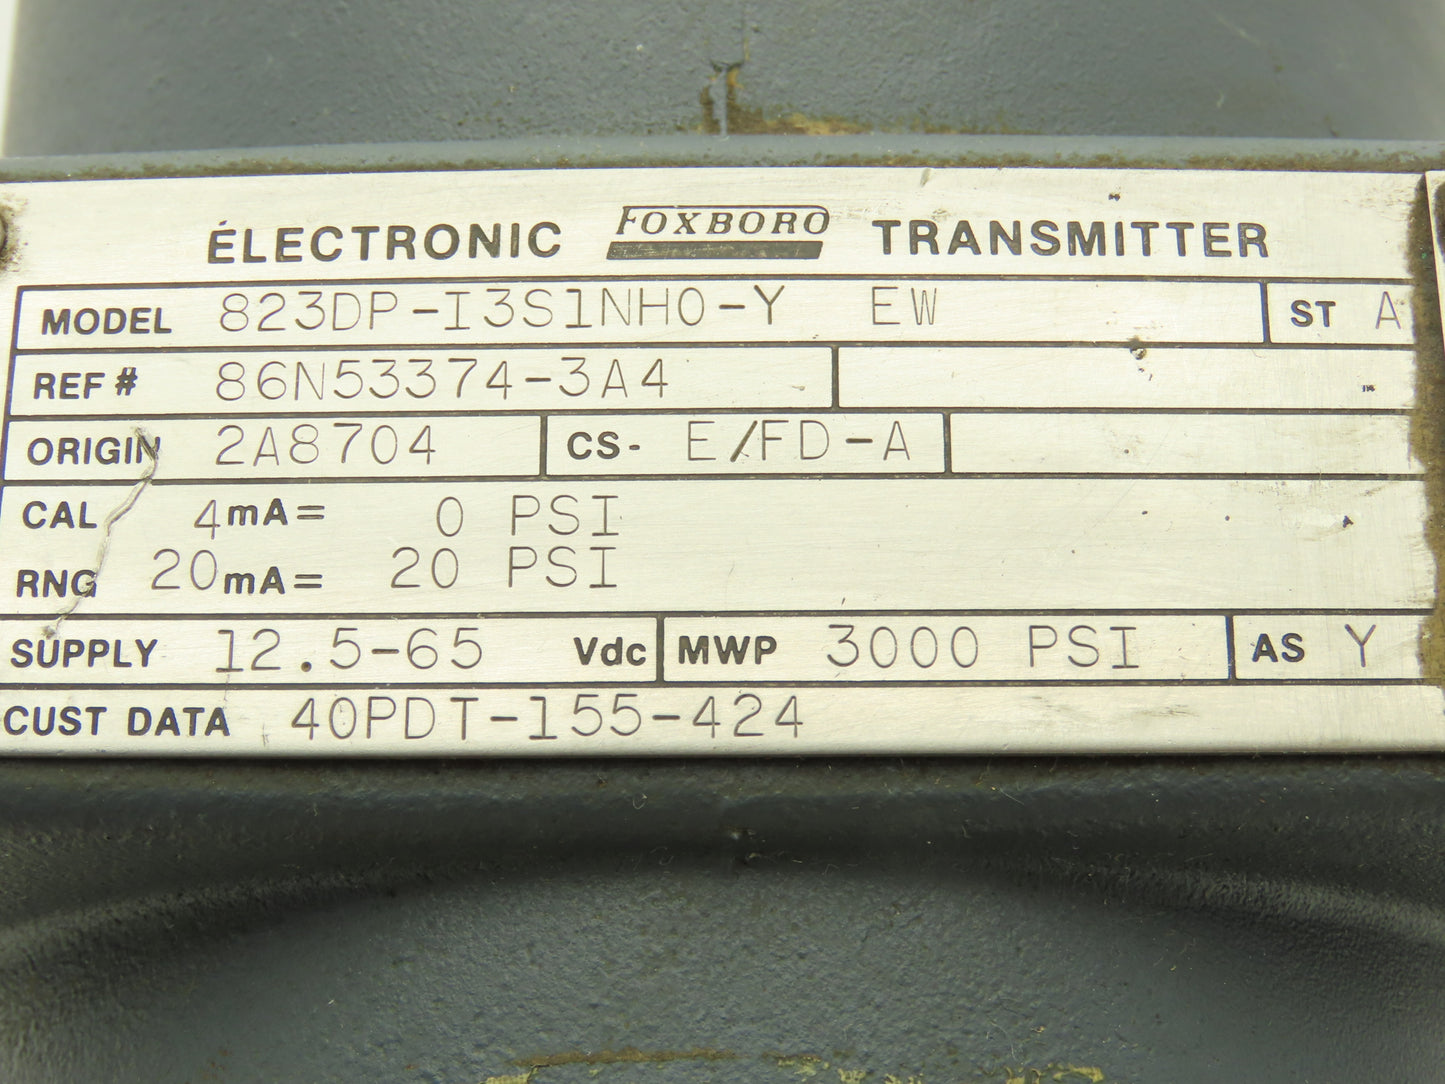 ELECTRONIC FOXBORO TRANSMITTER
MODEL 823DP-I3S1NH0-Y EW ST A
REF# 86N53374-3A4
ORIGIN 2A8704 CS- E/FD-A
CAL 4mA= 0 PSI
RNG 20mA= 20 PSI
SUPPLY 12.5-65 Vdc MWP 3000 PSI AS Y
CUST DATA 40PDT-155-424